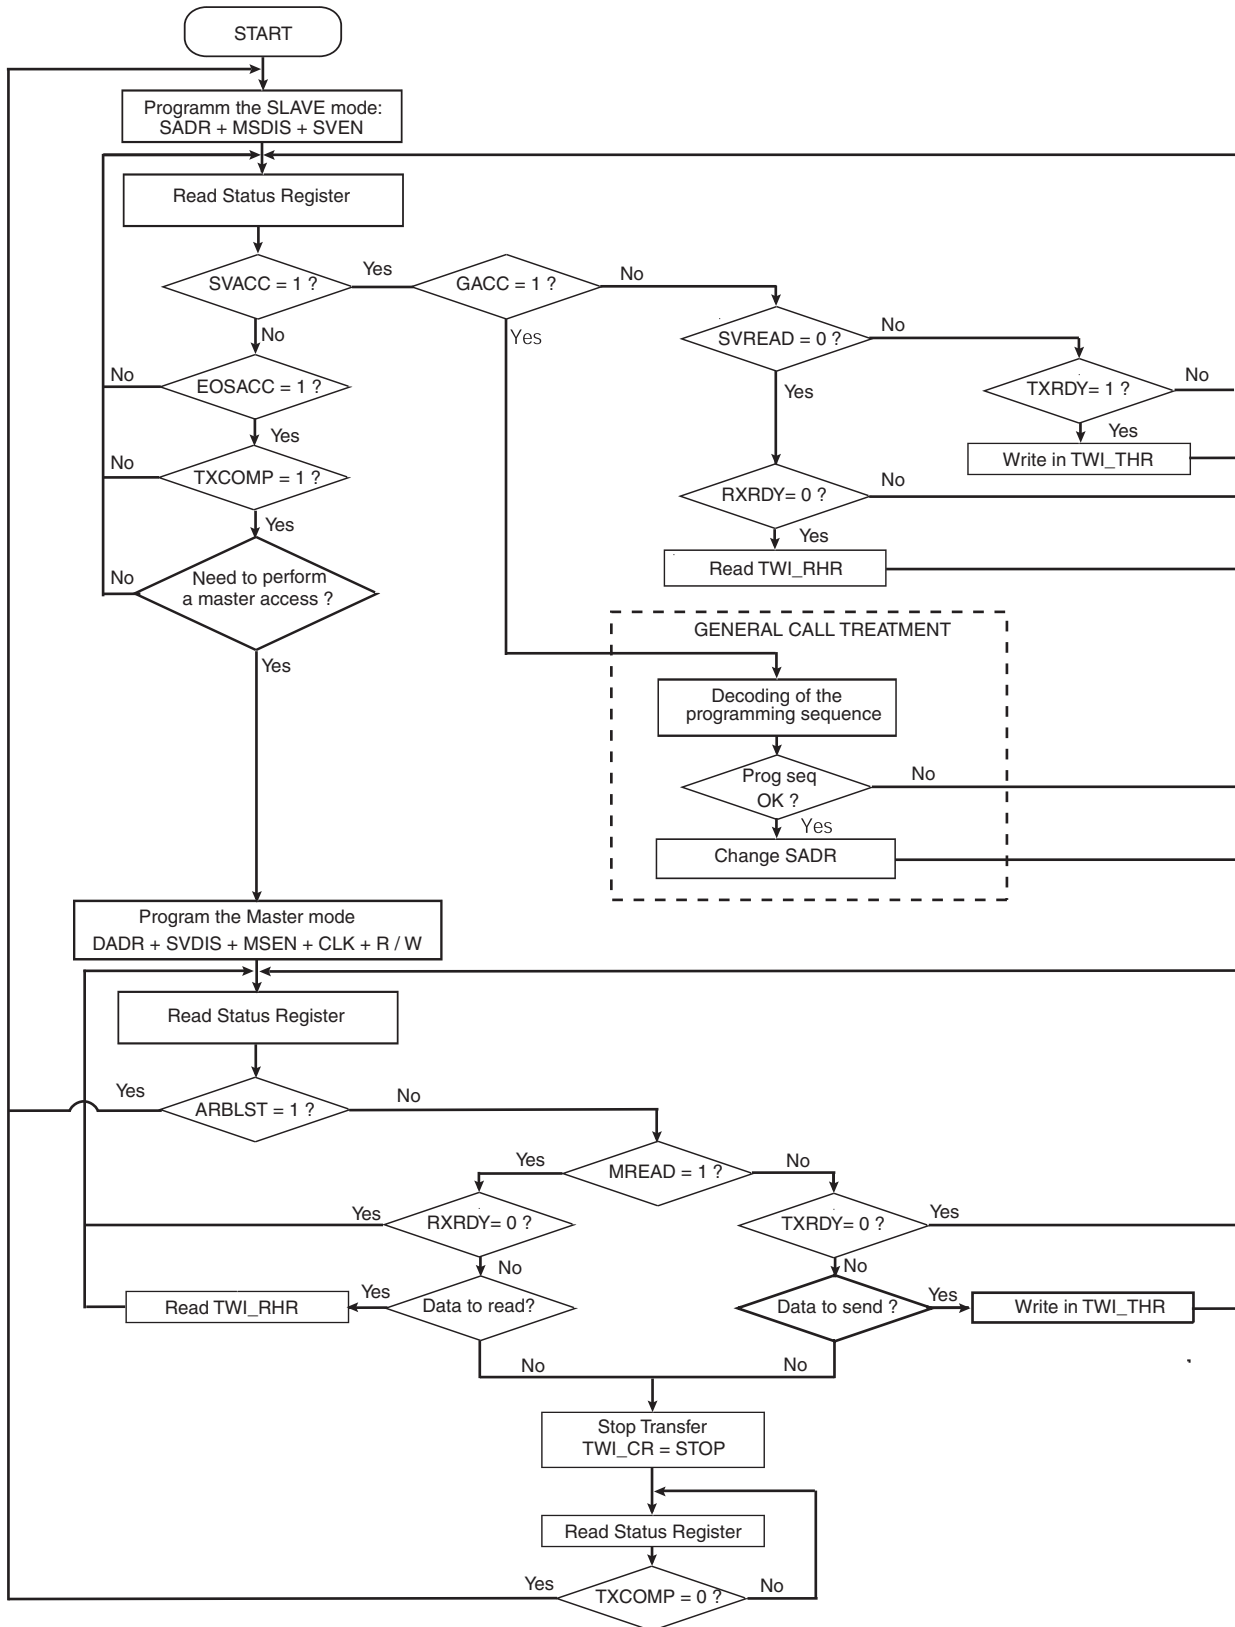 START
Programm the SLAVE mode:
SADR + MSDIS + SVEN
Read Status Register
SVACC = 1 ?
Yes
GACC = 1 ?
No
No
Yes
SVREAD = 0 ?
No
EOSACC = 1 ?
No
Yes
Yes
TXRDY= 1 ?
No
Yes
Write in TWI_THR
TXCOMP = 1 ?
No
Yes
RXRDY= 0 ?
No
Yes
Read TWI_RHR
Need to perform
a master access ?
No
Yes
GENERAL CALL TREATMENT
Decoding of the
programming sequence
Prog seq
OK ?
No
Yes
Change SADR
Program the Master mode
DADR + SVDIS + MSEN + CLK + R / W
Read Status Register
Yes
ARBLST = 1 ?
No
Yes
MREAD = 1 ?
No
Yes
RXRDY= 0 ?
TXRDY= 0 ?
Yes
No
No
Read TWI_RHR
Yes
Data to read?
Data to send ?
Yes
Write in TWI_THR
No
No
Stop Transfer
TWI_CR = STOP
Read Status Register
Yes
TXCOMP = 0 ?
No